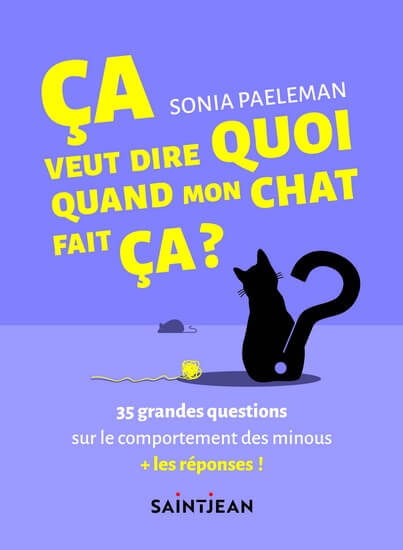 ÇA
SONIA PAELEMAN
VEUT DIRE QUOI
QUAND MON CHAT
FAIT ÇA ?
35 grandes questions
sur le comportement des minous
+ les réponses !
SAINTJEAN